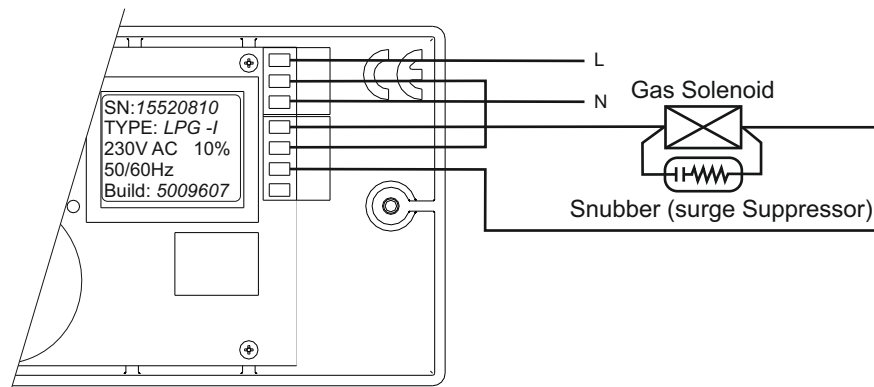 L
N
SN:15520810
TYPE: LPG -I
230V AC 10%
50/60Hz
Build: 5009607
CE
Gas Solenoid
Snubber (surge Suppressor)